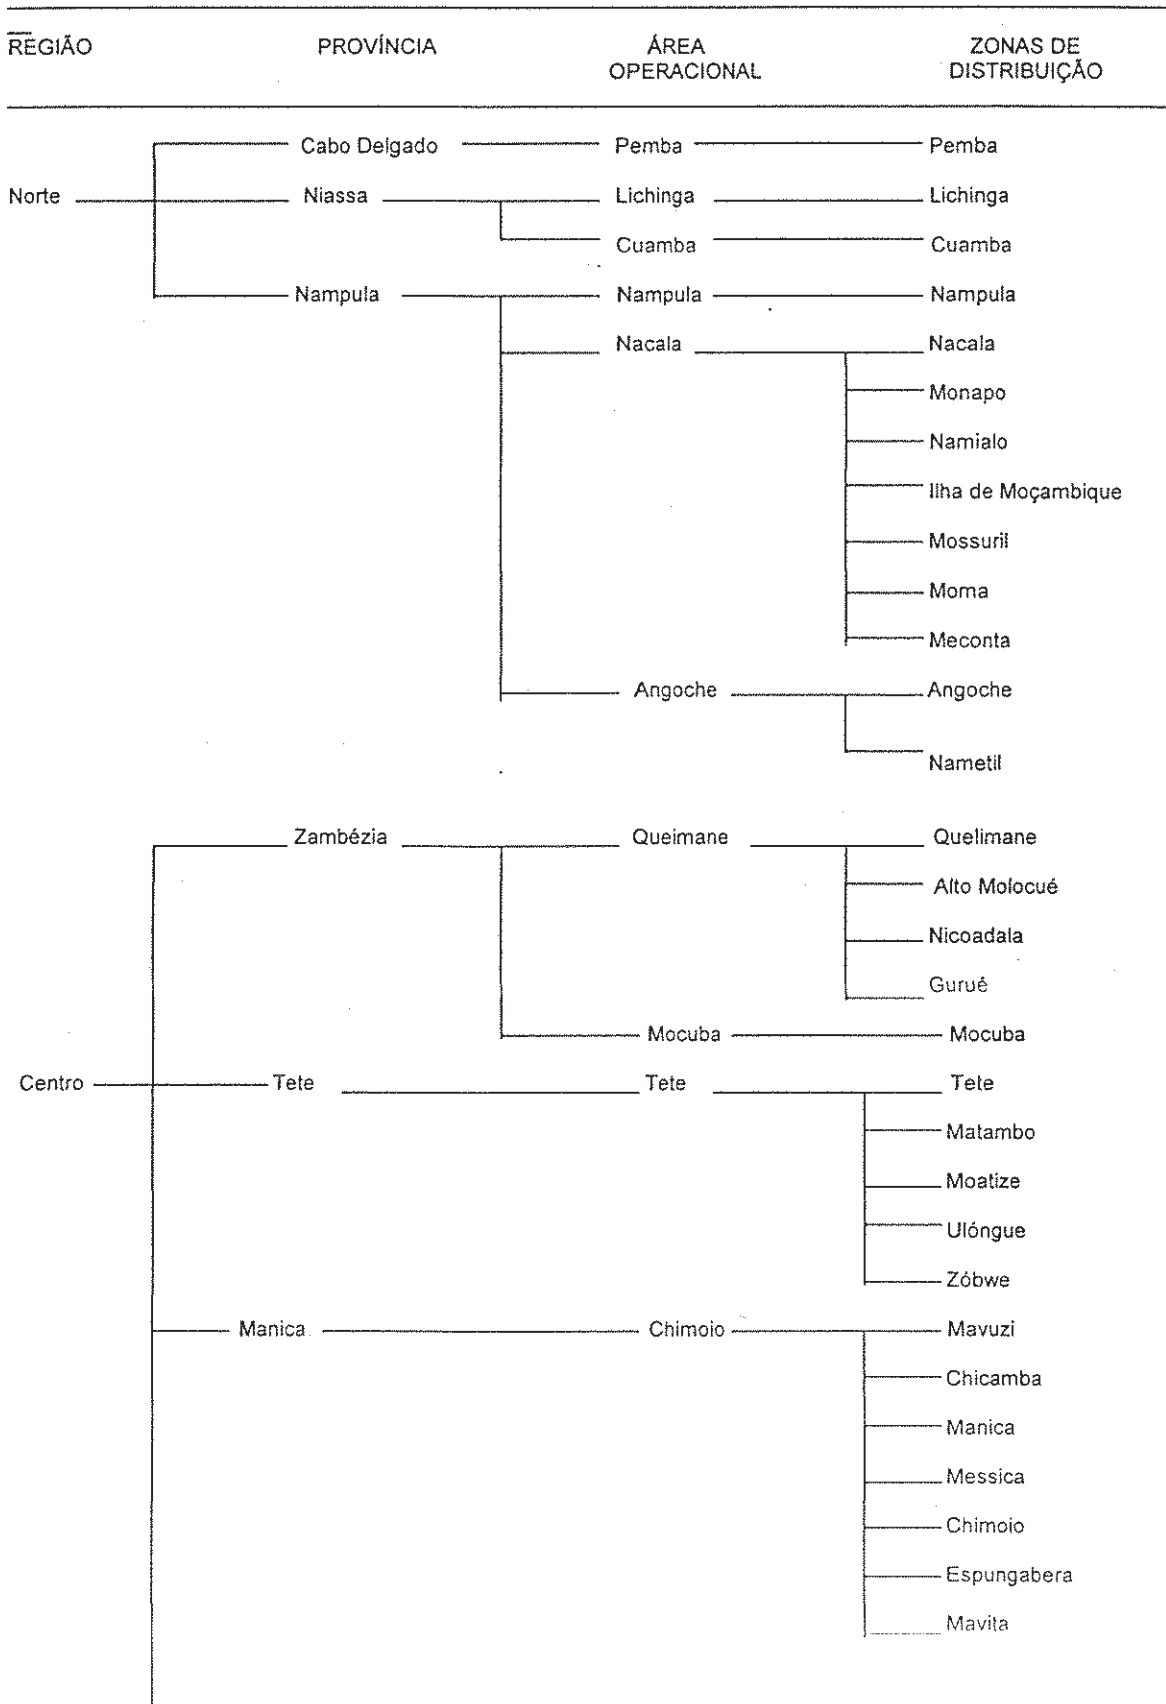 REGIÃO PROVÍNCIA ÁREA OPERACIONAL ZONAS DE DISTRIBUIÇÃO
Cabo Delgado Pemba Pemba
Norte Niassa Lichinga Lichinga
Cuamba Cuamba
Nampula Nampula Nampula
Nacala Nacala
Monapo
Namialo
Ilha de Moçambique
Mossuril
Moma
Meconta
Angoche Angoche
Nametil
Zambézia Queimane Quelimane
Alto Molocué
Nicoadala
Gurué
Mocuba Mocuba
Centro Tete Tete Tete
Matambo
Moatize
Ulóngue
Zóbwe
Manica Chimoio Mavuzi
Chicamba
Manica
Messica
Chimoio
Espungabera
Mavita